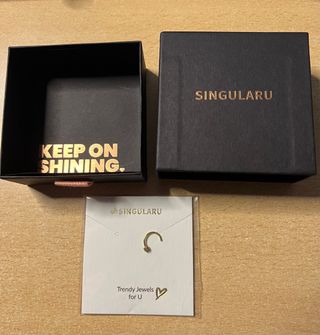 KEEP ON
SHINING.
SINGULARU
SINGULARU
Trendy Jewels
for U